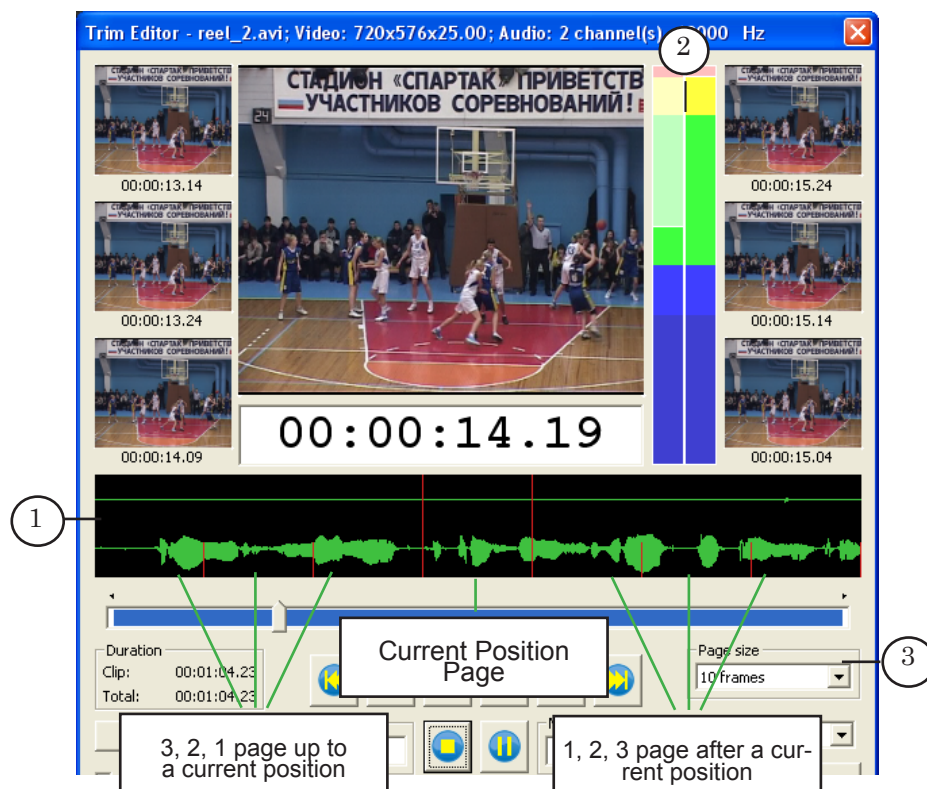 Trim Editor - reel_2.avi; Video: 720x576x25.00; Audio: 2 channel(s) 000 Hz
2
СТАДИОН «СПАРТАК» ПРИВЕТСТВ
УЧАСТНИКОВ СОРЕВНОВАНИЙ!
24
00:00:13.14
00:00:15.24
00:00:13.24
00:00:15.14
00:00:14.09
00:00:14.19
00:00:15.04
1
Duration
Clip: 00:01:04.23
Total: 00:01:04.23
Current Position
Page
Page size
10 frames
3
3, 2, 1 page up to
a current position
1, 2, 3 page after a cur-
rent position